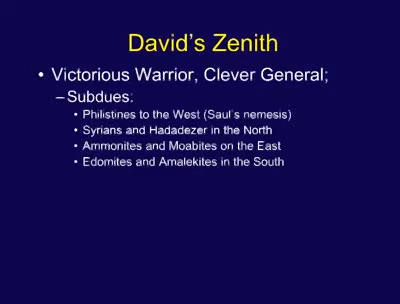 David's Zenith
• Victorious Warrior, Clever General;
–Subdues:
• Philistines to the West (Saul's nemesis)
• Syrians and Hadadezer in the North
• Ammonites and Moabites on the East
• Edomites and Amalekites in the South